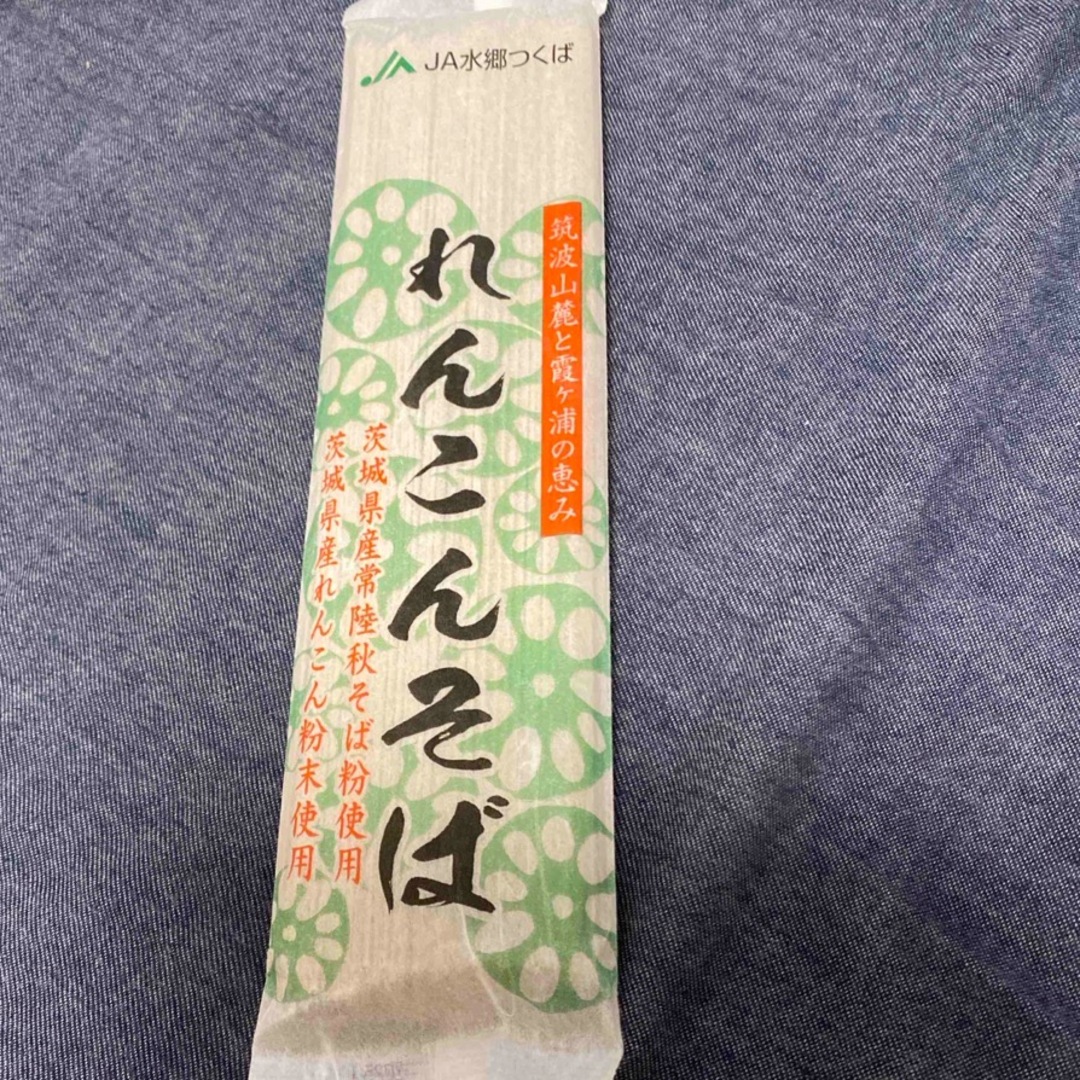 JA水郷つくば
筑波山麓と霞ヶ浦の恵み
れんこんそば
茨城県産常陸秋そば粉使用
茨城県産れんこん粉末使用